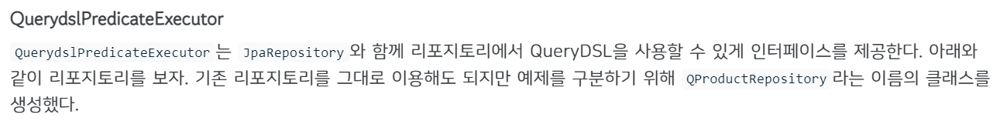 QuerydslPredicateExecutor
QuerydslPredicateExecutor 는 JpaRepository 와 함께 리포지토리에서 QueryDSL을 사용할 수 있게 인터페이스를 제공한다. 아래와
같이 리포지토리를 보자. 기존 리포지토리를 그대로 이용해도 되지만 예제를 구분하기 위해 QProductRepository 라는 이름의 클래스를
생성했다.